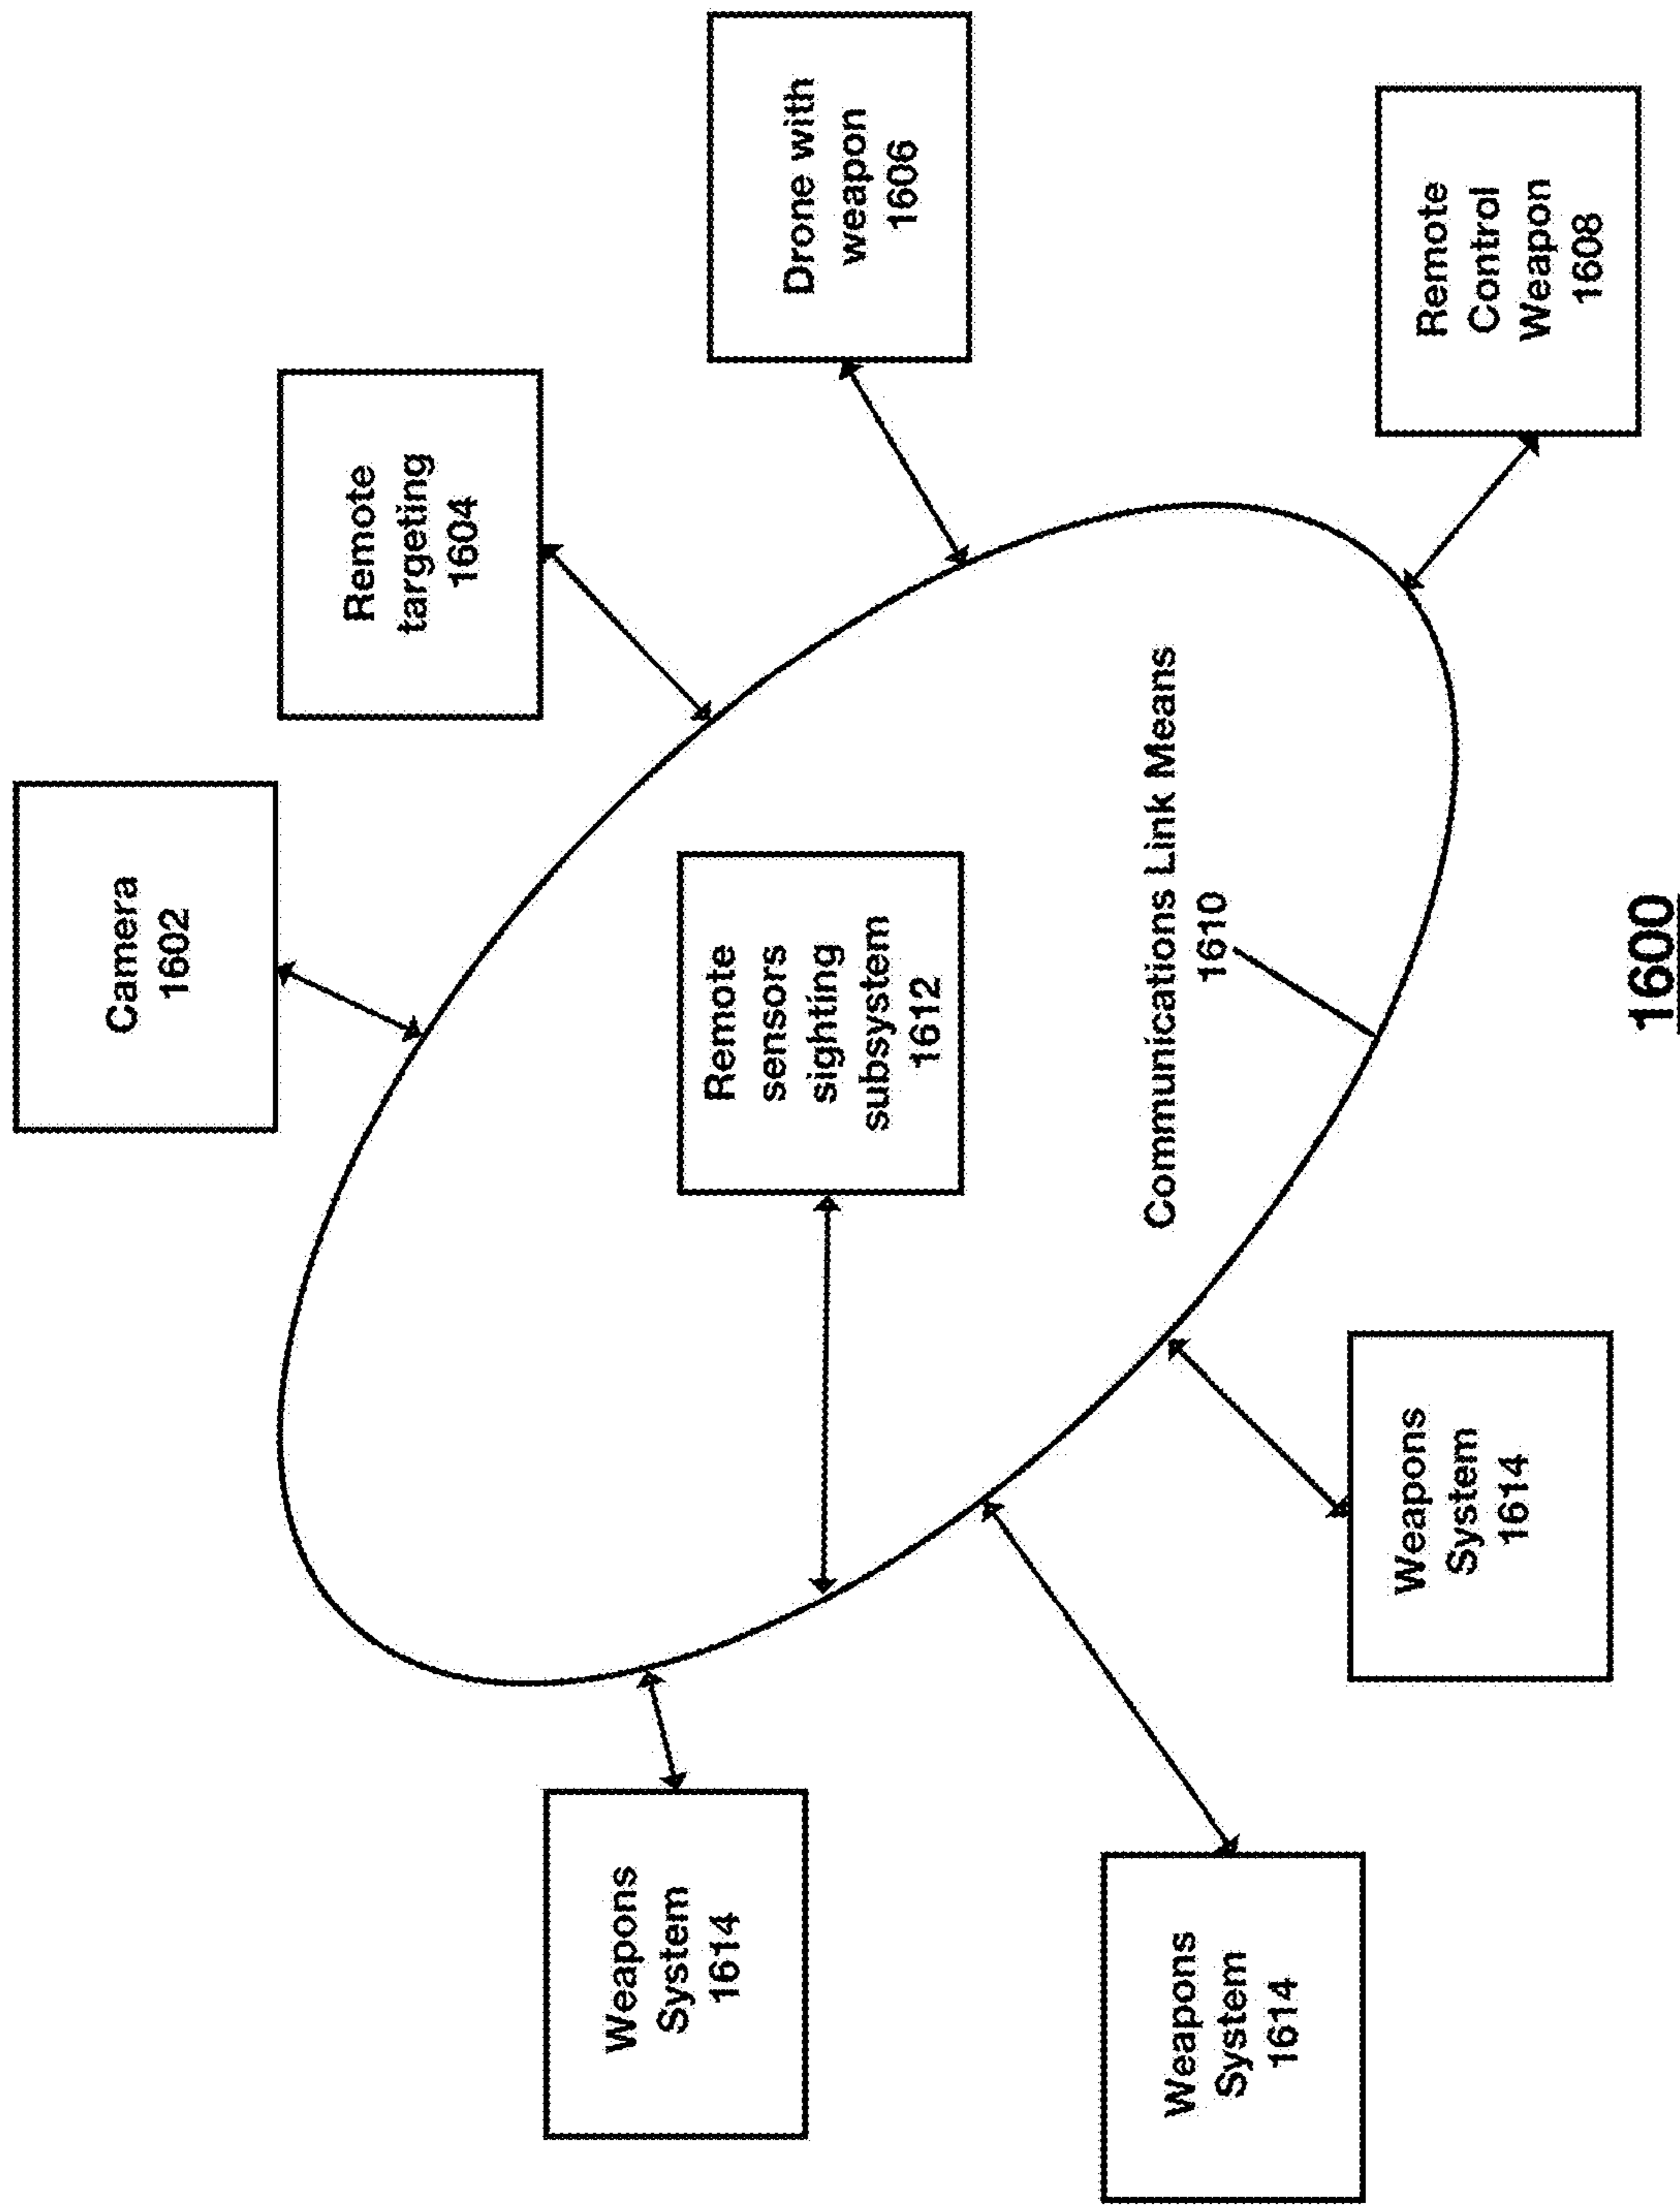 Camera
1602
Remote
targeting
1604
Drone with
weapon
1606
Remote
Control
Weapon
1608
Remote
sensors
sighting
subsystem
1612
Communications Link Means
1610
Weapons
System
1614
Weapons
System
1614
Weapons
System
1614
1600